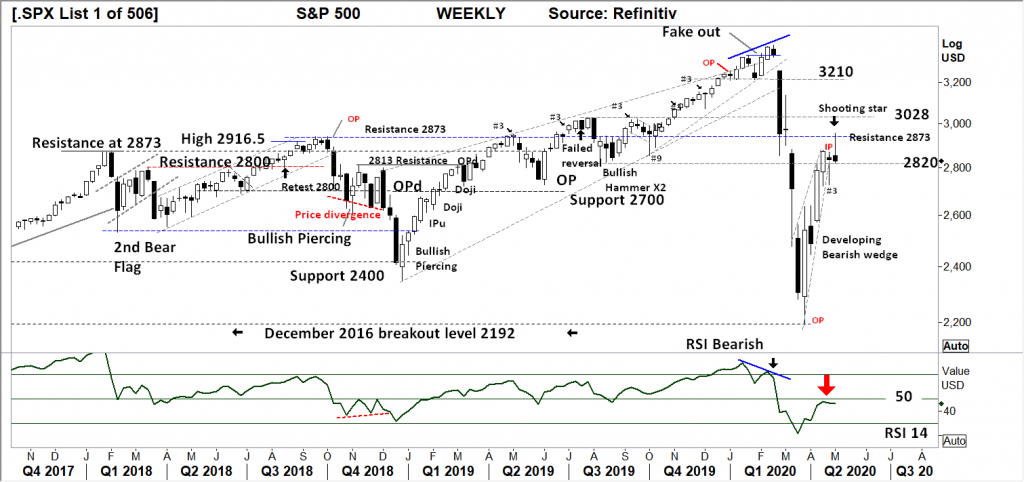 [.SPX List 1 of 506] S&P 500 WEEKLY Source: Refinitiv
Fake out
Log
USD
OP
3210
3,200
#3
Shooting star
3028
3,000
OP
#3
#3
#3
#3
Resistance at 2873
High 2916.5
Resistance 2873
Resistance 2873
IP
2820
2,800
Resistance 2800
2813 Resistance
OPd
Failed
reversal
#9
Retest 2800
OPd
Doji
OP
Bullish
Hammer X2
#3
Support 2700
Price divergence
Doji
2,600
IPu
2nd Bear
Flag
Bullish Piercing
Bullish
Piercing
Developing
Bearish wedge
Support 2400
2,400
December 2016 breakout level 2192
OP
2,200
Auto
RSI Bearish
Value
USD
50
40
RSI 14
Auto
N D J F M A M J J A S O N D J F M A M J J A S O N D J F M A M J J A
Q4 2017 Q1 2018 Q2 2018 Q3 2018 Q4 2018 Q1 2019 Q2 2019 Q3 2019 Q4 2019 Q1 2020 Q2 2020 Q3 20